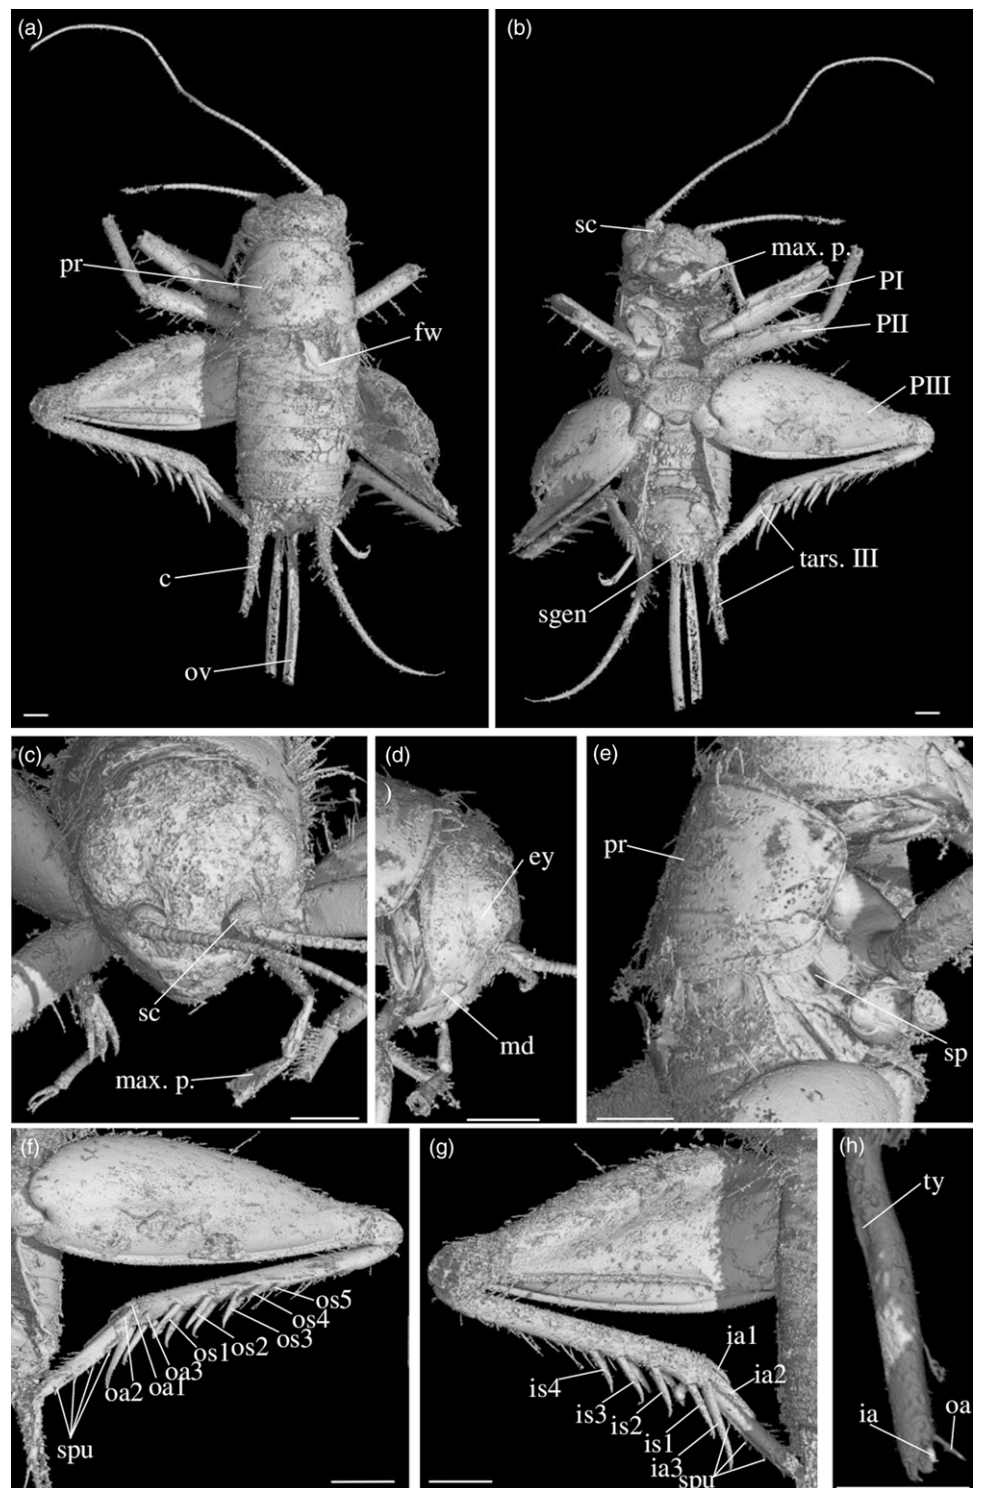 (a)
pr
fw
c
ov
(b)
sc
max. p.
PI
PII
PIII
tars. III
sgen
(c)
sc
max. p.
(d)
)
ey
md
(e)
pr
sp
(f)
os5
os4
os3
os2
os1
oa3
oa1
oa2
spu
(g)
ia1
ia2
is4
is3
is2
is1
ia3
spu
(h)
ty
ia
oa